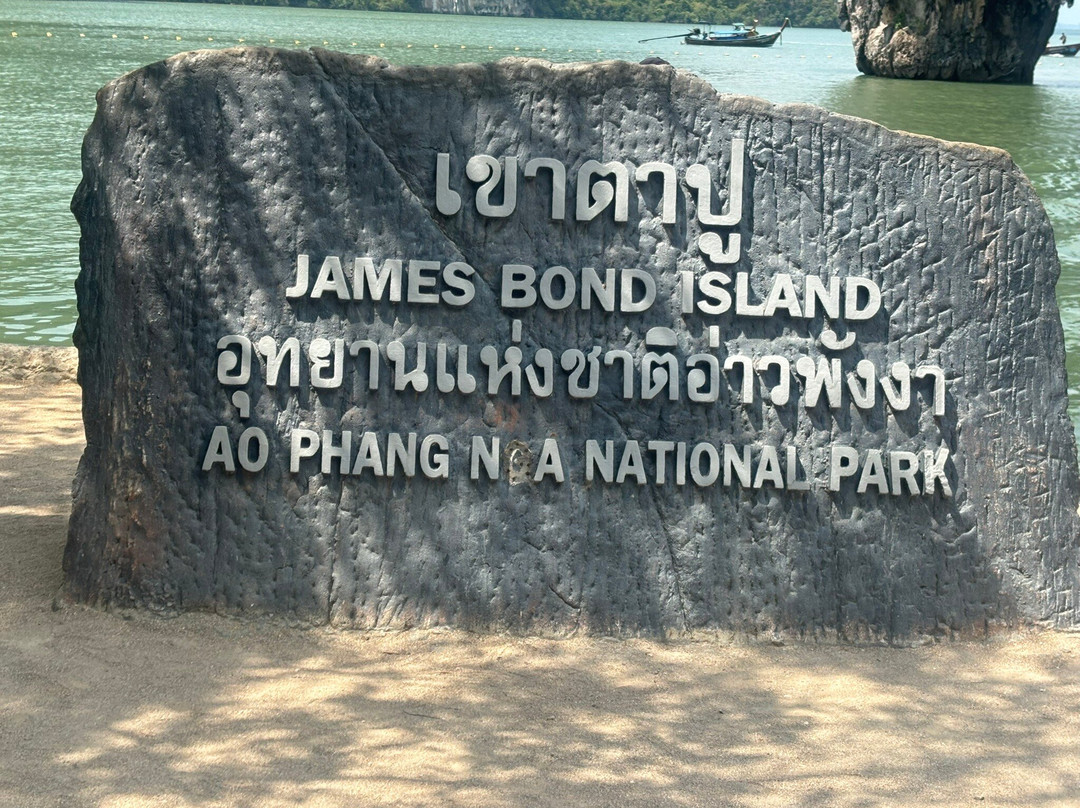 เขาตาปู
JAMES BOND ISLAND
อุทยานแห่งชาติอ่าวพังงา
AO PHANG N A NATIONAL PARK